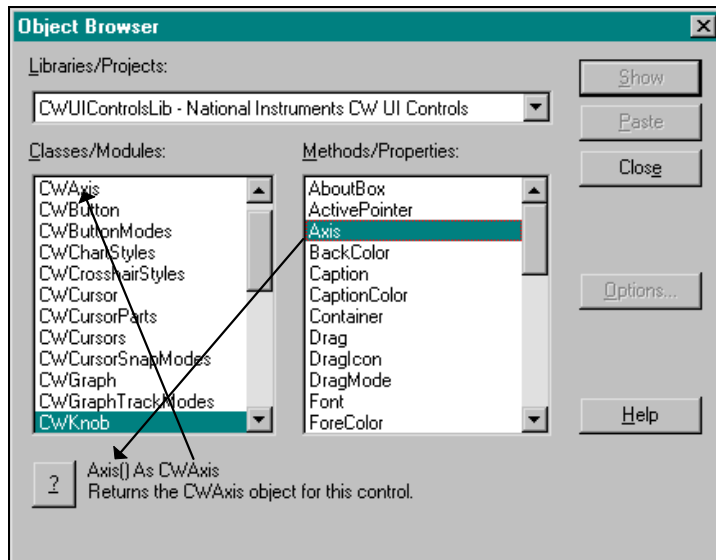 Object Browser
Libraries/Projects:
CWUIControlsLib - National Instruments CW UI Controls
Classes/Modules:
CWAxis
CWButton
CWButtonModes
CWChartStyles
CWCrosshairStyles
CWCursor
CWCursorParts
CWCursors
CWCursorSnapModes
CWGraph
CWGraphTrackModes
CWKnob
Methods/Properties:
AboutBox
ActivePointer
Axis
BackColor
Caption
CaptionColor
Container
Drag
DragIcon
DragMode
Font
ForeColor
Show
Paste
Close
Options...
Help
?
Axis() As CWAxis
Returns the CWAxis object for this control.